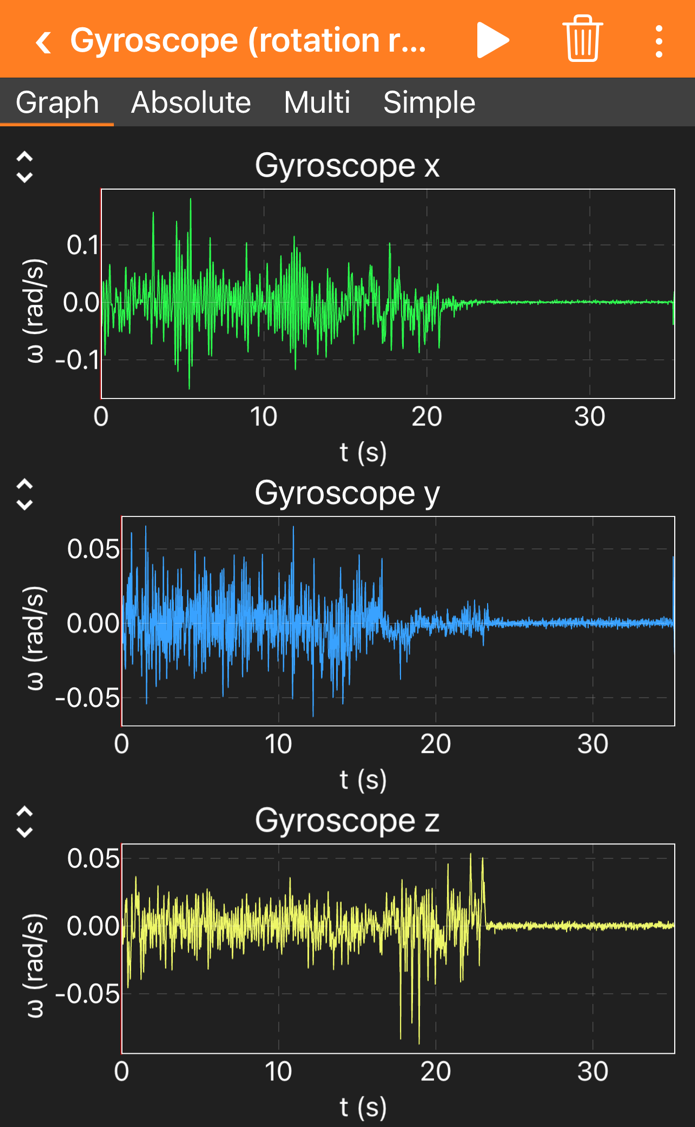 Gyroscope (rotation r...
Graph Absolute Multi Simple
Gyroscope x
ω (rad/s)
0.1
0.0
-0.1
0 10 20 30
t (s)
Gyroscope y
ω (rad/s)
0.05
0.00
-0.05
0 10 20 30
t (s)
Gyroscope z
ω (rad/s)
0.05
0.00
-0.05
0 10 20 30
t (s)